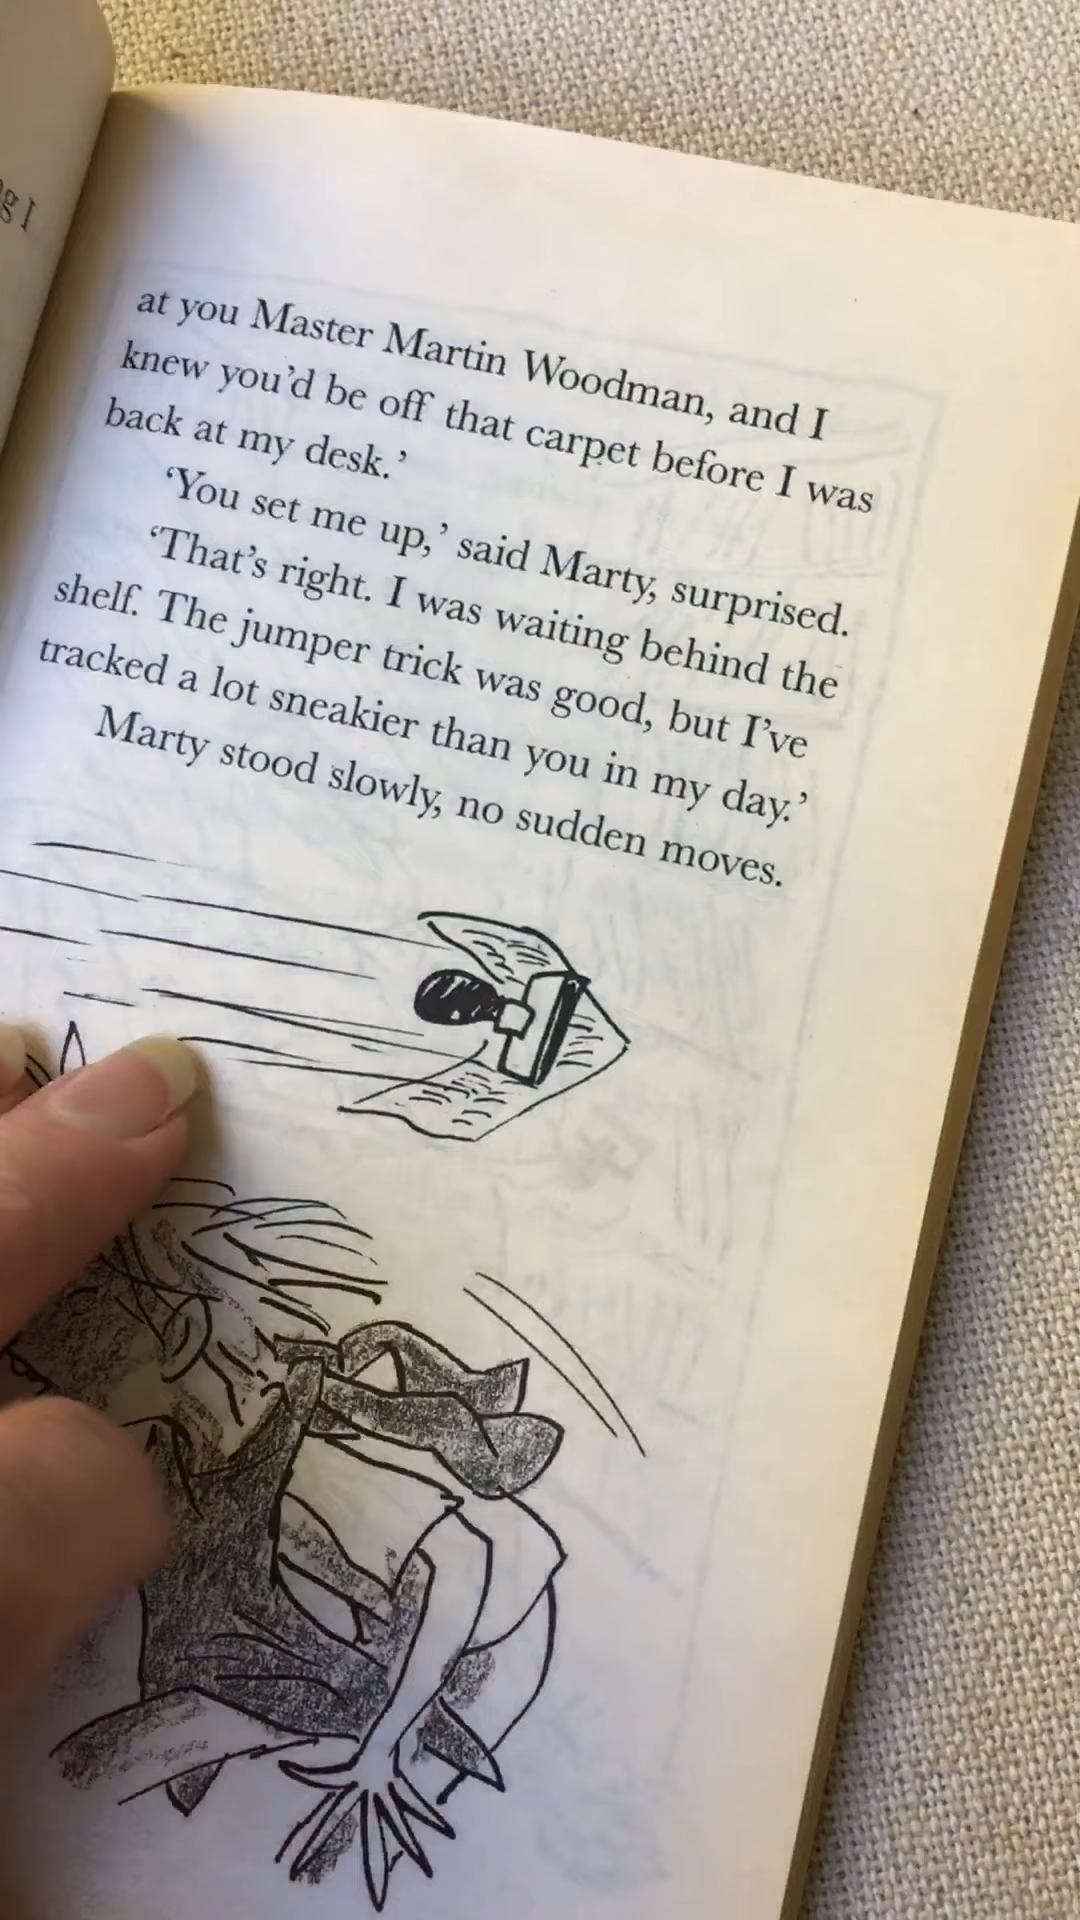 at you Master Martin Woodman, and I
knew you'd be off that carpet before I was
back at my desk.’
‘You set me up,’ said Marty, surprised.
‘That's right. I was waiting behind the
shelf. The jumper trick was good, but I've
tracked a lot sneakier than you in my day.’
Marty stood slowly, no sudden moves.